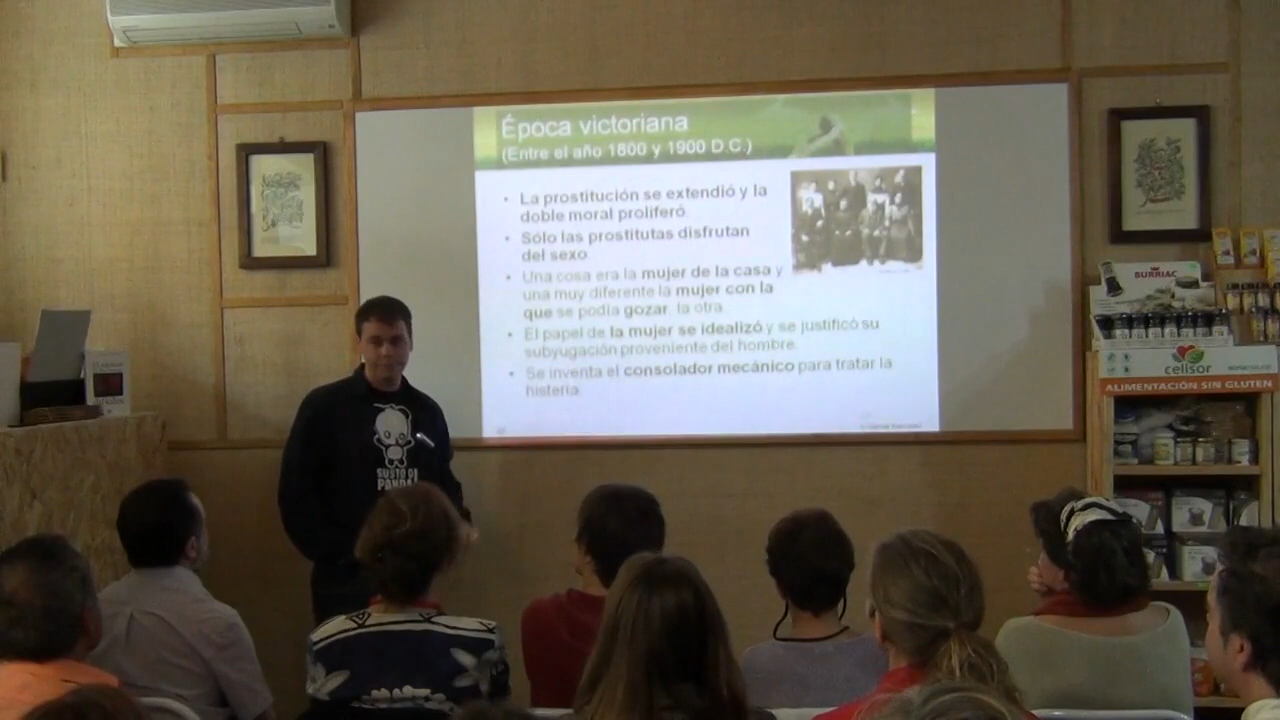 Época victoriana
(Entre el año 1800 y 1900 D.C.)
• La prostitución se extendió y la
doble moral proliferó.
• Sólo las prostitutas disfrutan
del sexo.
• Una cosa era la mujer de la casa y
una muy diferente la mujer con la
que se podía gozar, la otra.
• El papel de la mujer se idealizó y se justificó su
subyugación proveniente del hombre.
• Se inventa el consolador mecánico para tratar la
histeria.
SUSTO DE
PANDA!
BURRIAC
celisor
ALIMENTACIÓN SIN GLUTEN